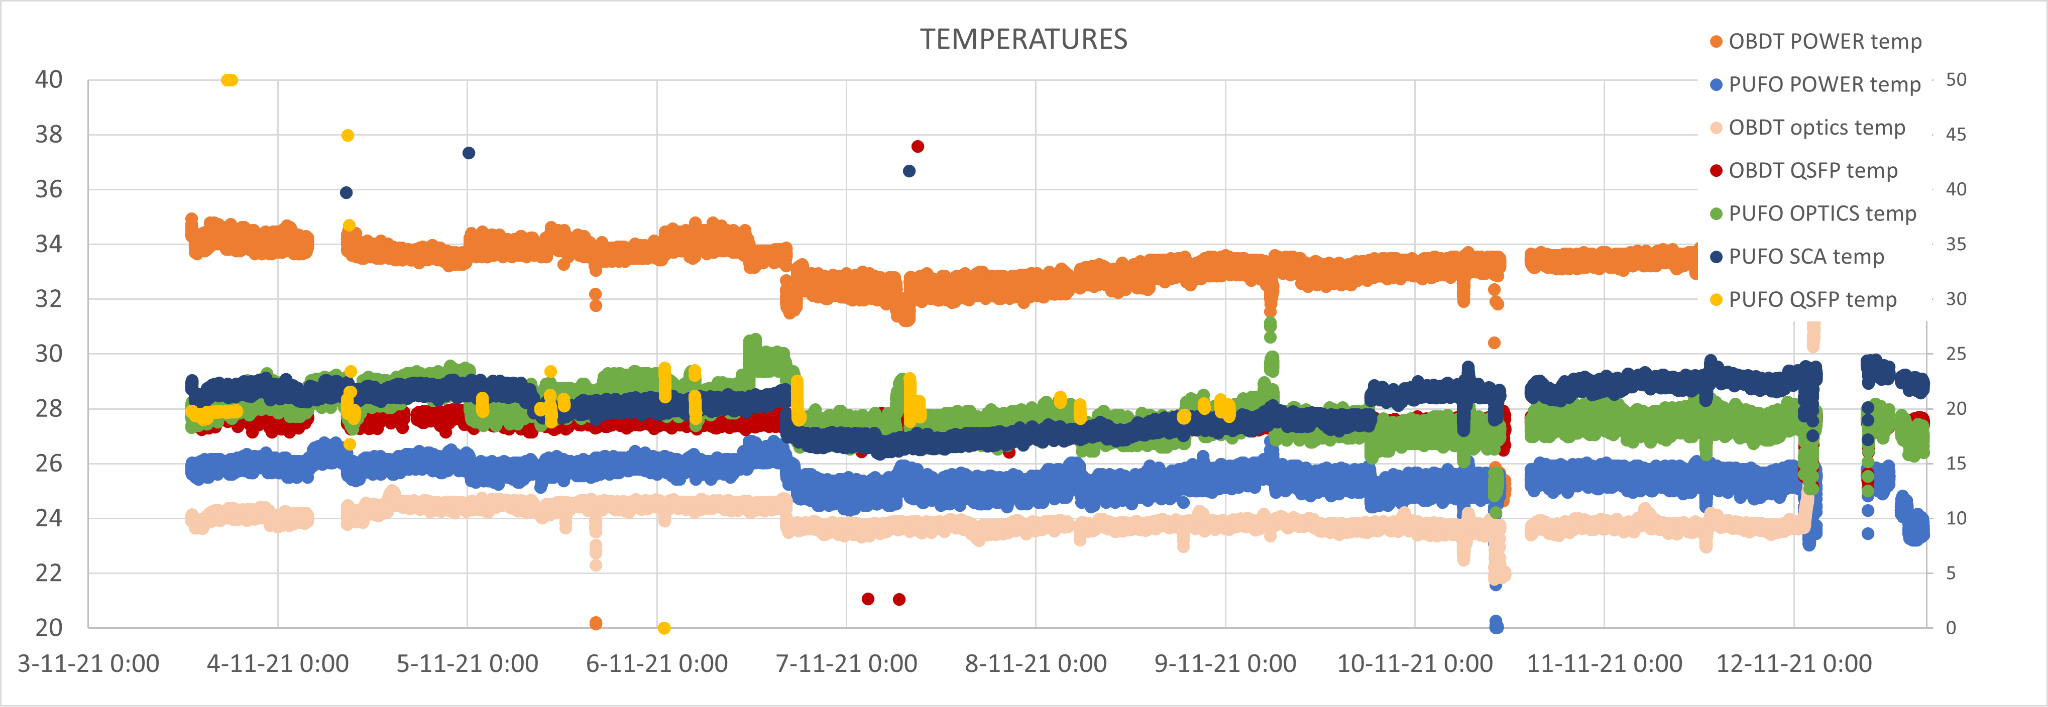 TEMPERATURES
OBDT POWER temp
PUFO POWER temp
OBDT optics temp
OBDT QSFP temp
PUFO OPTICS temp
PUFO SCA temp
PUFO QSFP temp
40
38
36
34
32
30
28
26
24
22
20
50
45
40
35
30
25
20
15
10
5
0
3-11-21 0:00 4-11-21 0:00 5-11-21 0:00 6-11-21 0:00 7-11-21 0:00 8-11-21 0:00 9-11-21 0:00 10-11-21 0:00 11-11-21 0:00 12-11-21 0:00